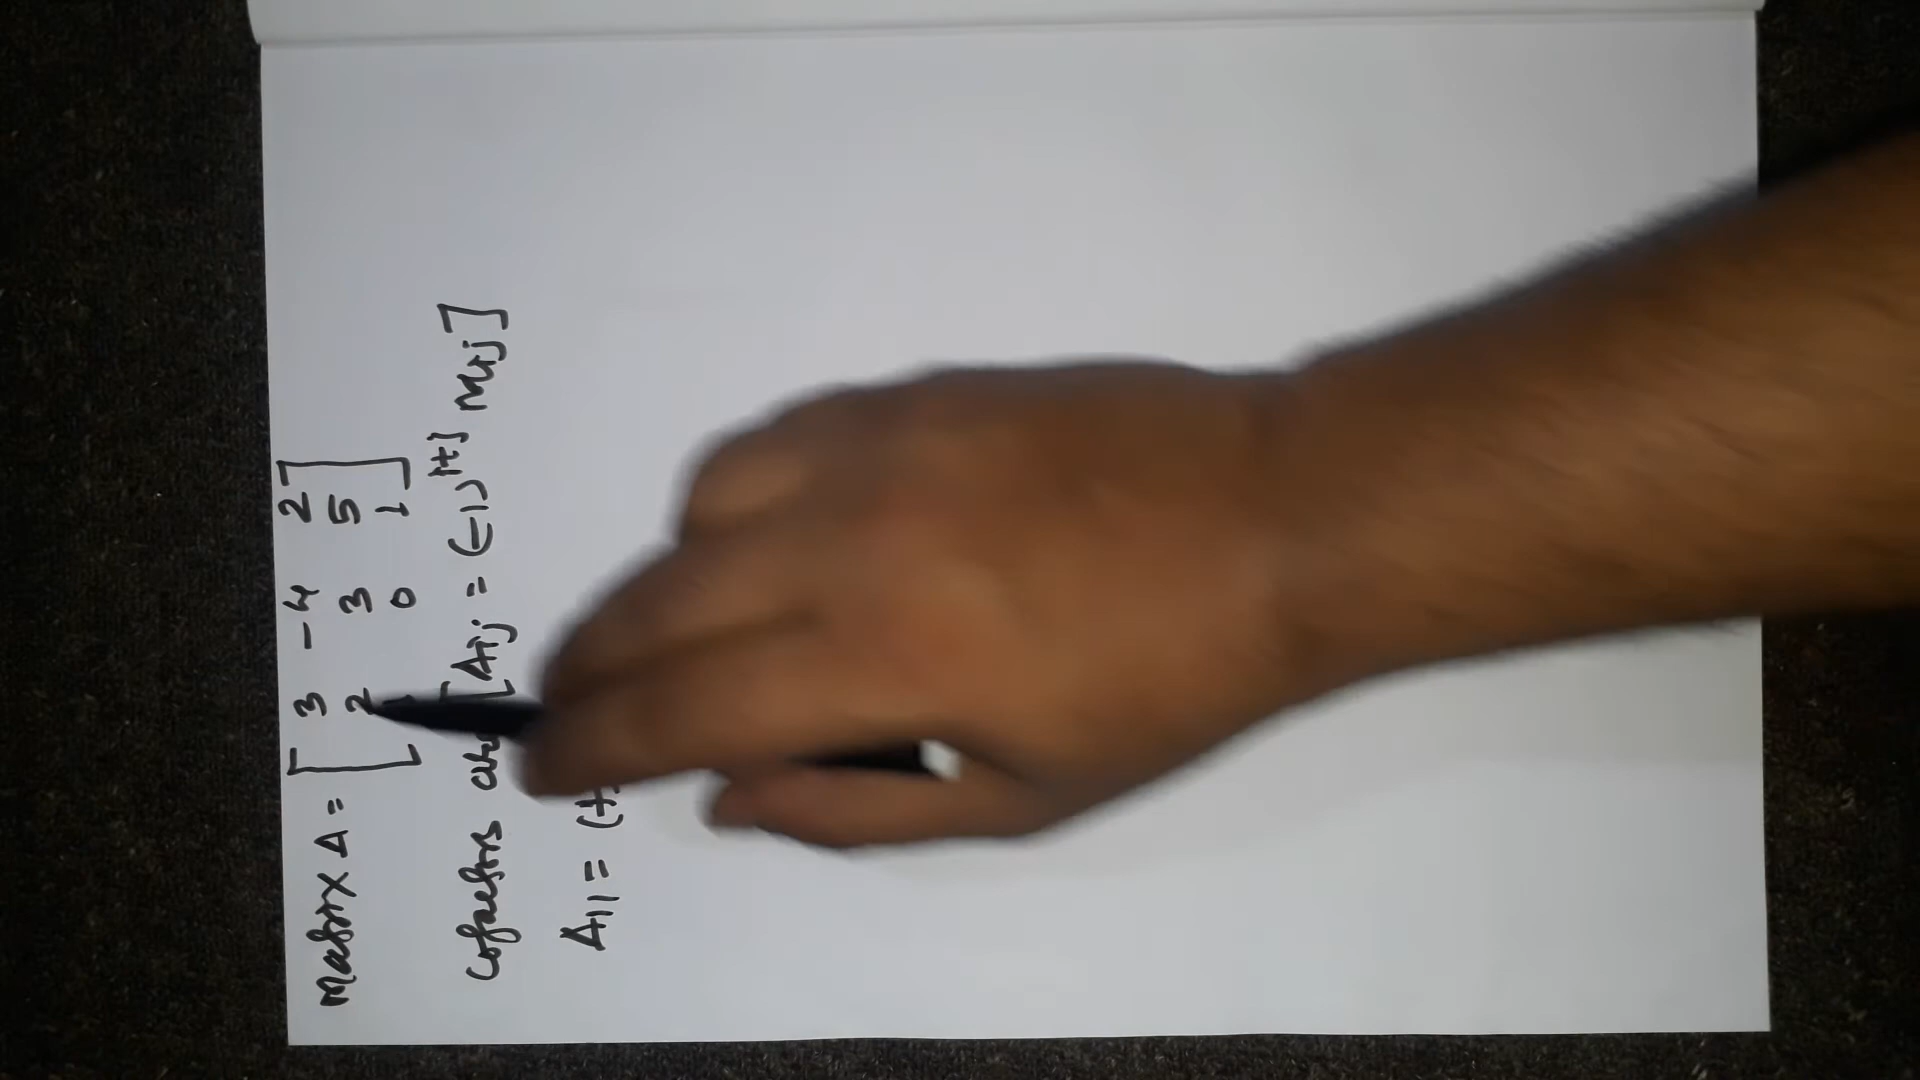 Matrix A = [ 3 -4 2
2 3 5
0 1 ]
Cofactors are [Aij = (-1)^i+j Mij]
A11 = (+